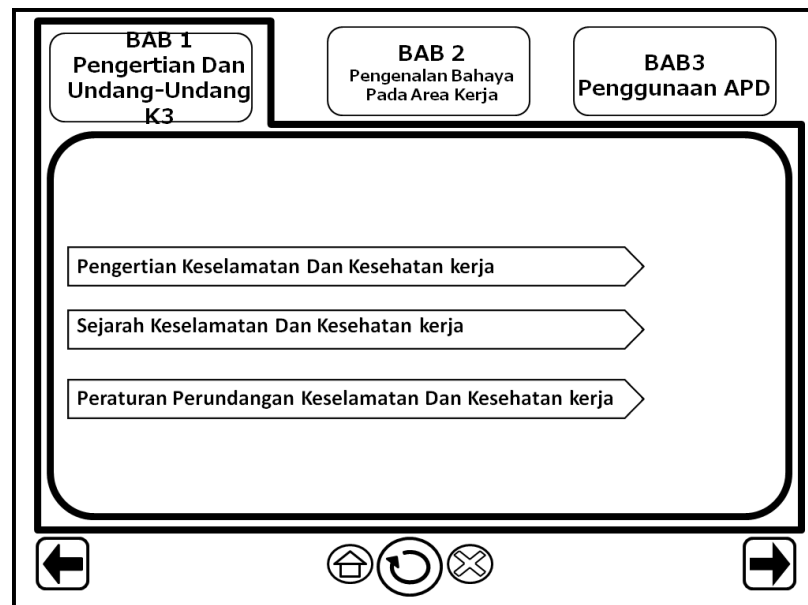 BAB 1
Pengertian Dan
Undang-Undang
K3
BAB 2
Pengenalan Bahaya
Pada Area Kerja
BAB3
Penggunaan APD
Pengertian Keselamatan Dan Kesehatan kerja
Sejarah Keselamatan Dan Kesehatan kerja
Peraturan Perundangan Keselamatan Dan Kesehatan kerja